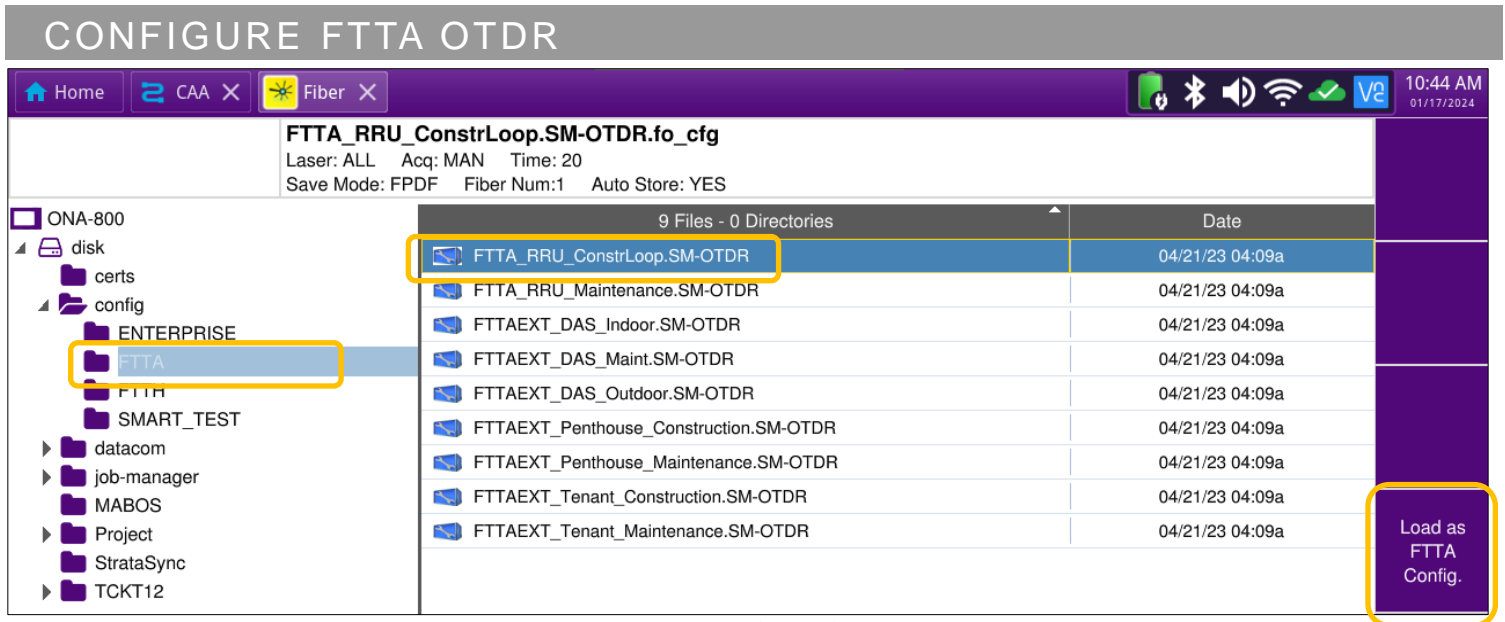 CONFIGURE FTTA OTDR
Home CAA Fiber
10:44 AM
01/17/2024
FTTA_RRU_ConstrLoop.SM-OTDR.fo_cfg
Laser: ALL Acq: MAN Time: 20
Save Mode: FPDF Fiber Num:1 Auto Store: YES
ONA-800
disk
certs
config
ENTERPRISE
FTTA
FTTH
SMART_TEST
datacom
job-manager
MABOS
Project
StrataSync
TCKT12
9 Files - 0 Directories Date
FTTA_RRU_ConstrLoop.SM-OTDR 04/21/23 04:09a
FTTA_RRU_Maintenance.SM-OTDR 04/21/23 04:09a
FTTAEXT_DAS_Indoor.SM-OTDR 04/21/23 04:09a
FTTAEXT_DAS_Maint.SM-OTDR 04/21/23 04:09a
FTTAEXT_DAS_Outdoor.SM-OTDR 04/21/23 04:09a
FTTAEXT_Penthouse_Construction.SM-OTDR 04/21/23 04:09a
FTTAEXT_Penthouse_Maintenance.SM-OTDR 04/21/23 04:09a
FTTAEXT_Tenant_Construction.SM-OTDR 04/21/23 04:09a
FTTAEXT_Tenant_Maintenance.SM-OTDR 04/21/23 04:09a
Load as
FTTA
Config.